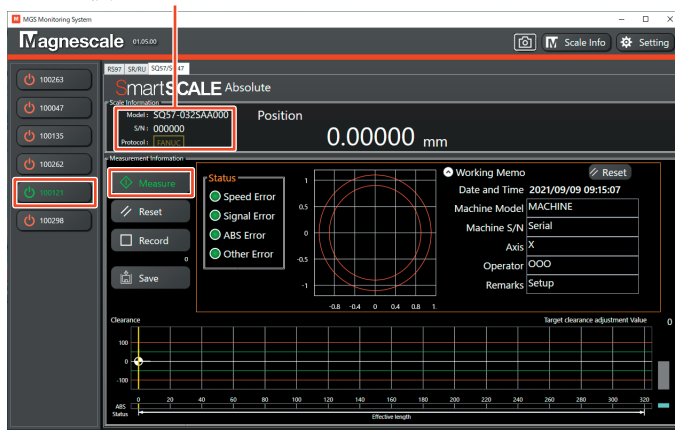 MGS Monitoring System
Magnescale 01.05.00
Scale Info
Setting
100263
100047
100135
100262
100121
100298
RS97 SR/RU SQ57/SQ47
SmartSCALE Absolute
Scale Information
Model: SQ57-032SAA000
S/N: 000000
Protocol: FANUC
Position
0.00000 mm
Measurement Information
Measure
Reset
Record
0
Save
Status
Speed Error
Signal Error
ABS Error
Other Error
1
0.5
0
-0.5
-1
-0.8 -0.4 0 0.4 0.8 1.
Working Memo
Reset
Date and Time 2021/09/09 09:15:07
Machine Model MACHINE
Machine S/N Serial
Axis X
Operator OOO
Remarks Setup
Clearance
Target clearance adjustment Value 0
100
0
-100
0 20 40 60 80 100 120 140 160 180 200 220 240 260 280 300 320
ABS
Status
Effective length